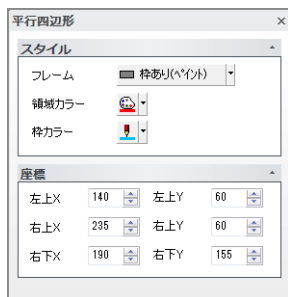 平行四辺形
スタイル
フレーム 枠あり(ペイント)
領域カラー
枠カラー
座標
左上X 140 左上Y 60
右上X 235 右上Y 60
右下X 190 右下Y 155